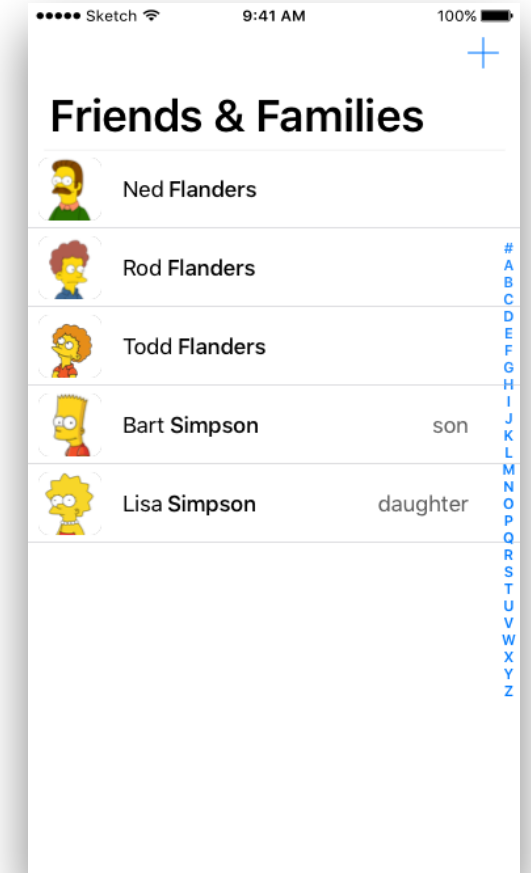 Sketch 9:41 AM 100%
Friends & Families
Ned Flanders
Rod Flanders
Todd Flanders
Bart Simpson son
Lisa Simpson daughter
#
A
B
C
D
E
F
G
H
I
J
K
L
M
N
O
P
Q
R
S
T
U
V
W
X
Y
Z